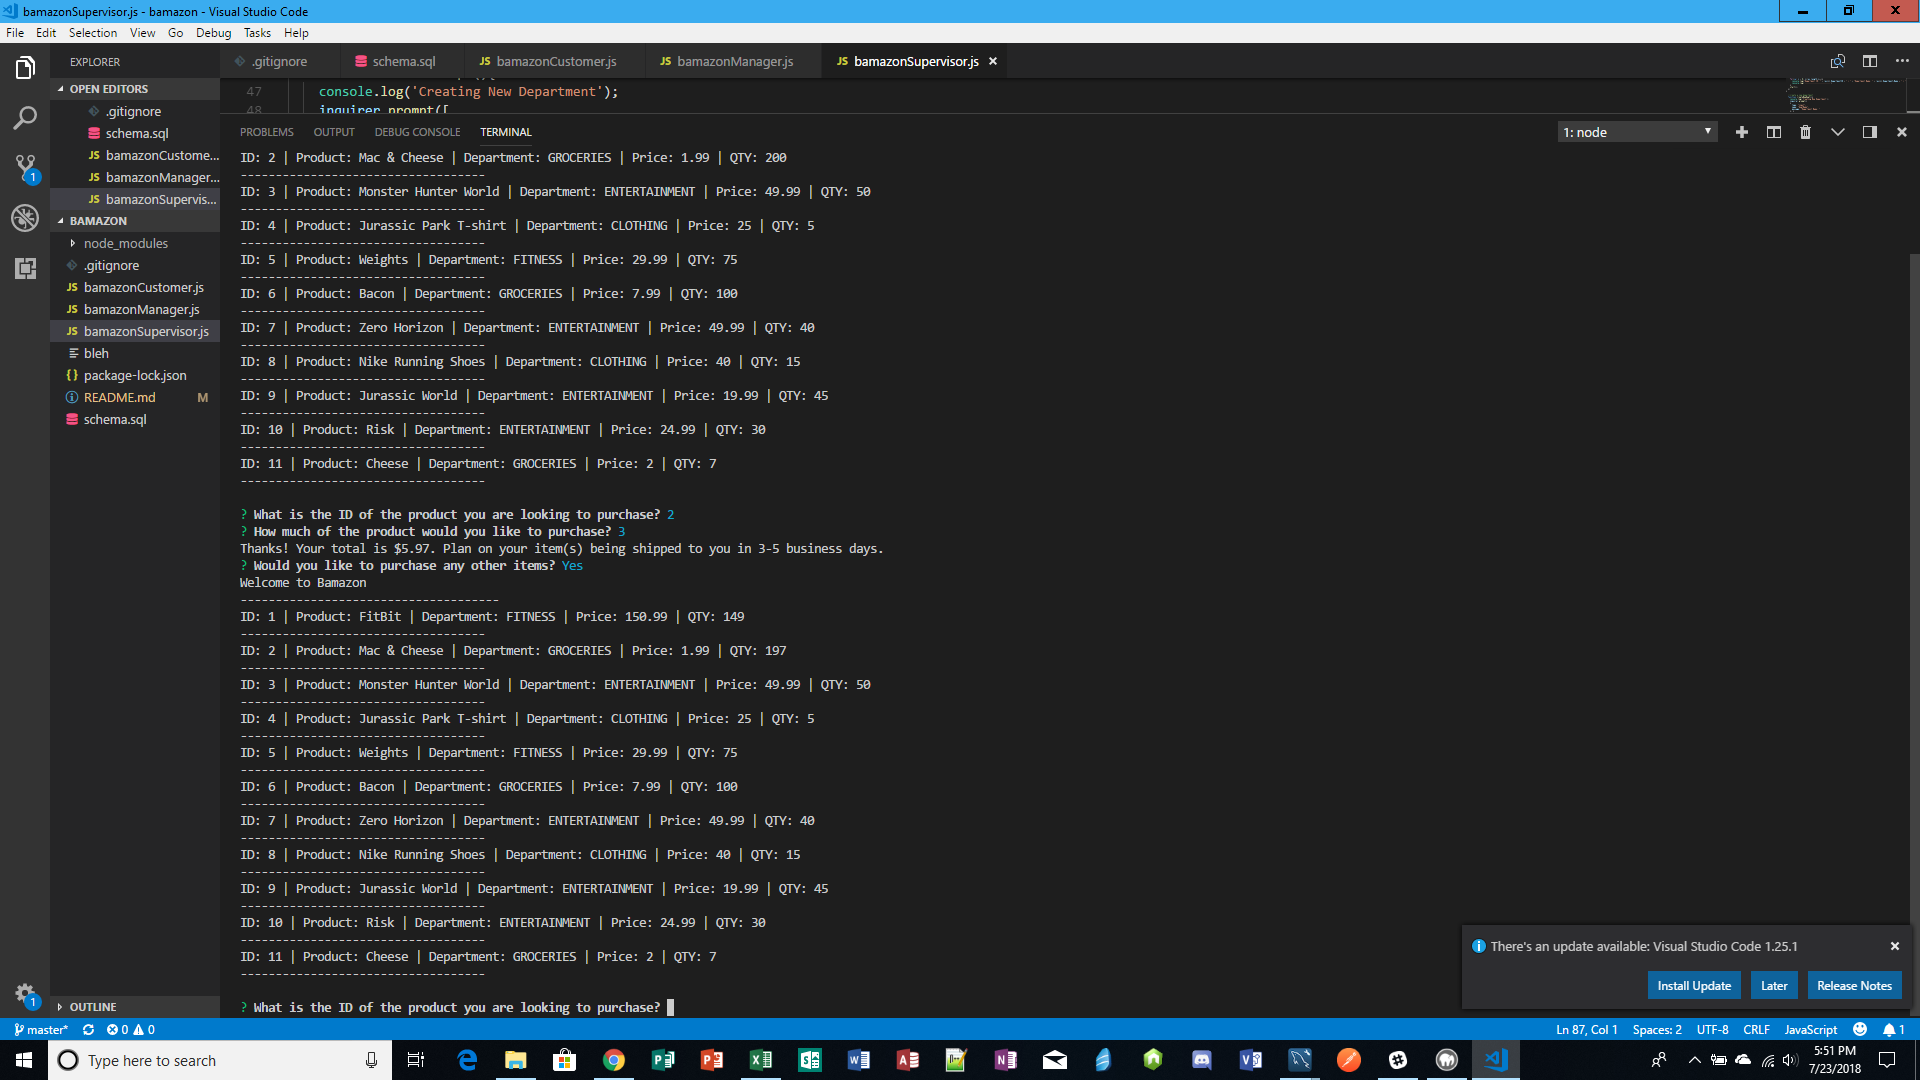 bamazonSupervisor.js - bamazon - Visual Studio Code
File Edit Selection View Go Debug Tasks Help
EXPLORER
.gitignore schema.sql bamazonCustomer.js bamazonManager.js bamazonSupervisor.js
OPEN EDITORS
.gitignore
schema.sql
JS bamazonCustome...
JS bamazonManager...
JS bamazonSupervis...
BAMAZON
node_modules
.gitignore
JS bamazonCustomer.js
JS bamazonManager.js
JS bamazonSupervisor.js
bleh
{} package-lock.json
README.md M
schema.sql
OUTLINE
47 console.log('Creating New Department');
48 inquirer.prompt([
PROBLEMS OUTPUT DEBUG CONSOLE TERMINAL 1: node
ID: 2 | Product: Mac & Cheese | Department: GROCERIES | Price: 1.99 | QTY: 200
-----------------------------------
ID: 3 | Product: Monster Hunter World | Department: ENTERTAINMENT | Price: 49.99 | QTY: 50
-----------------------------------
ID: 4 | Product: Jurassic Park T-shirt | Department: CLOTHING | Price: 25 | QTY: 5
-----------------------------------
ID: 5 | Product: Weights | Department: FITNESS | Price: 29.99 | QTY: 75
-----------------------------------
ID: 6 | Product: Bacon | Department: GROCERIES | Price: 7.99 | QTY: 100
-----------------------------------
ID: 7 | Product: Zero Horizon | Department: ENTERTAINMENT | Price: 49.99 | QTY: 40
-----------------------------------
ID: 8 | Product: Nike Running Shoes | Department: CLOTHING | Price: 40 | QTY: 15
-----------------------------------
ID: 9 | Product: Jurassic World | Department: ENTERTAINMENT | Price: 19.99 | QTY: 45
-----------------------------------
ID: 10 | Product: Risk | Department: ENTERTAINMENT | Price: 24.99 | QTY: 30
-----------------------------------
ID: 11 | Product: Cheese | Department: GROCERIES | Price: 2 | QTY: 7
-----------------------------------
? What is the ID of the product you are looking to purchase? 2
? How much of the product would you like to purchase? 3
Thanks! Your total is $5.97. Plan on your item(s) being shipped to you in 3-5 business days.
? Would you like to purchase any other items? Yes
Welcome to Bamazon
-------------------------------------
ID: 1 | Product: FitBit | Department: FITNESS | Price: 150.99 | QTY: 149
-----------------------------------
ID: 2 | Product: Mac & Cheese | Department: GROCERIES | Price: 1.99 | QTY: 197
-----------------------------------
ID: 3 | Product: Monster Hunter World | Department: ENTERTAINMENT | Price: 49.99 | QTY: 50
-----------------------------------
ID: 4 | Product: Jurassic Park T-shirt | Department: CLOTHING | Price: 25 | QTY: 5
-----------------------------------
ID: 5 | Product: Weights | Department: FITNESS | Price: 29.99 | QTY: 75
-----------------------------------
ID: 6 | Product: Bacon | Department: GROCERIES | Price: 7.99 | QTY: 100
-----------------------------------
ID: 7 | Product: Zero Horizon | Department: ENTERTAINMENT | Price: 49.99 | QTY: 40
-----------------------------------
ID: 8 | Product: Nike Running Shoes | Department: CLOTHING | Price: 40 | QTY: 15
-----------------------------------
ID: 9 | Product: Jurassic World | Department: ENTERTAINMENT | Price: 19.99 | QTY: 45
-----------------------------------
ID: 10 | Product: Risk | Department: ENTERTAINMENT | Price: 24.99 | QTY: 30
-----------------------------------
ID: 11 | Product: Cheese | Department: GROCERIES | Price: 2 | QTY: 7
-----------------------------------
? What is the ID of the product you are looking to purchase?
There's an update available: Visual Studio Code 1.25.1
Install Update Later Release Notes
master* 0 0 Ln 87, Col 1 Spaces: 2 UTF-8 CRLF JavaScript 1
Type here to search
5:51 PM
7/23/2018